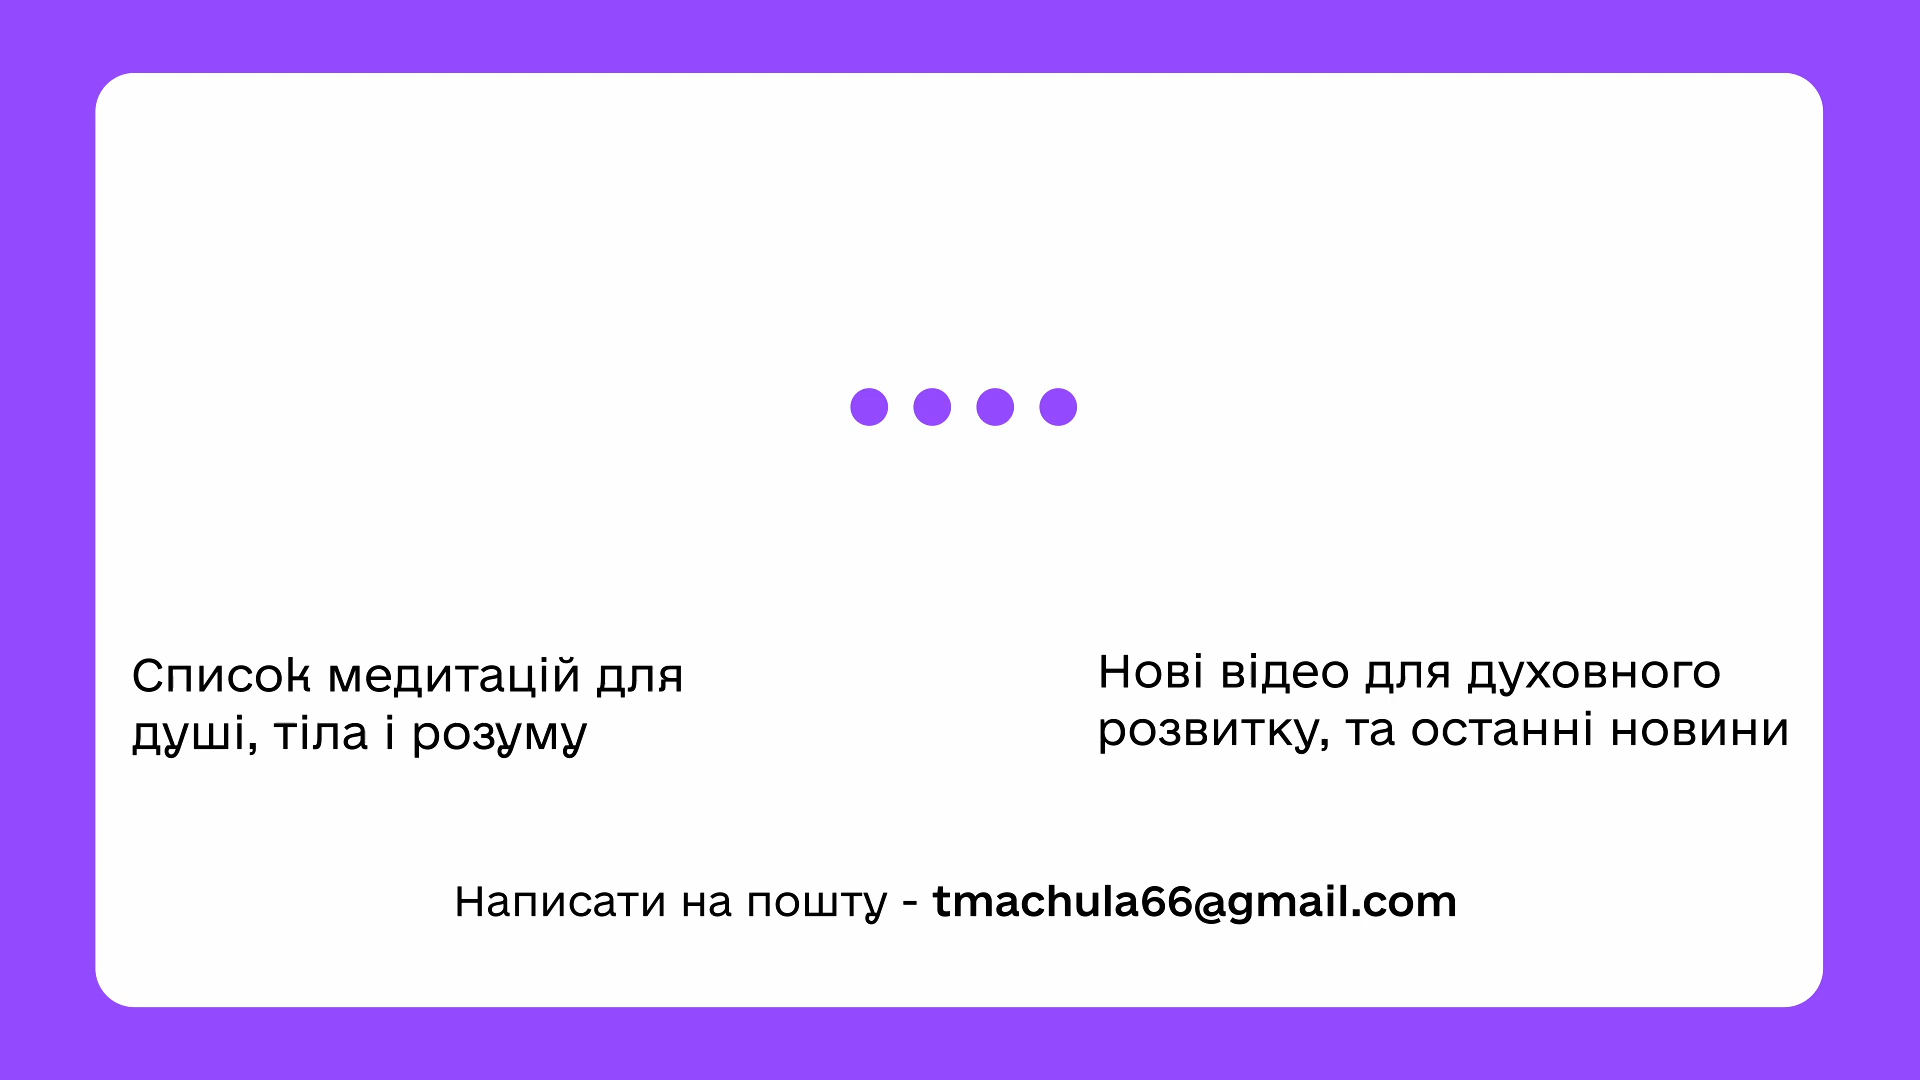 Список медитацій для
душі, тіла і розуму
Нові відео для духовного
розвитку, та останні новини
Написати на пошту - tmachula66@gmail.com